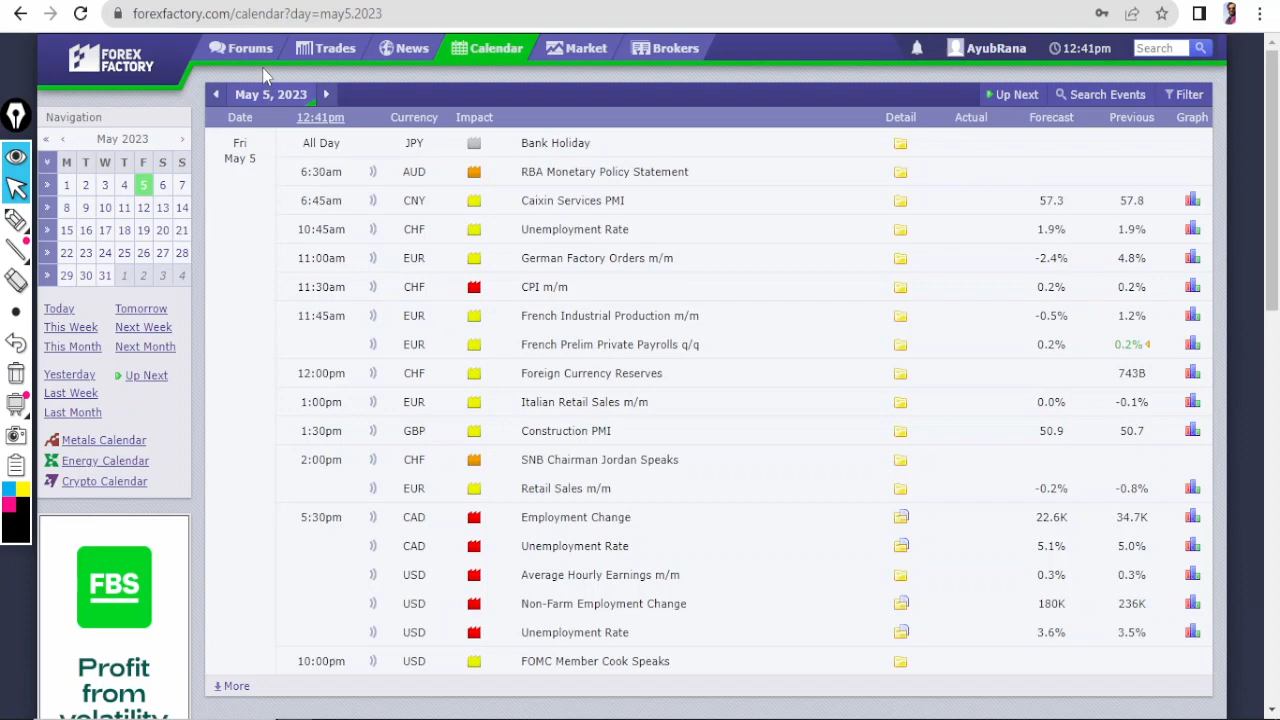 forexfactory.com/calendar?day=may5.2023
FOREX FACTORY
Forums Trades News Calendar Market Brokers AyubRana 12:41pm Search
Navigation
« ‹ May 2023 ›
M T W T F S S
1 2 3 4 5 6 7
8 9 10 11 12 13 14
15 16 17 18 19 20 21
22 23 24 25 26 27 28
29 30 31 1 2 3 4
Today Tomorrow
This Week Next Week
This Month Next Month
Yesterday Up Next
Last Week
Last Month
Metals Calendar
Energy Calendar
Crypto Calendar
FBS
Profit
from
volatility
May 5, 2023 Up Next Search Events Filter
Date 12:41pm Currency Impact Detail Actual Forecast Previous Graph
Fri May 5 All Day JPY Bank Holiday
6:30am AUD RBA Monetary Policy Statement
6:45am CNY Caixin Services PMI 57.3 57.8
10:45am CHF Unemployment Rate 1.9% 1.9%
11:00am EUR German Factory Orders m/m -2.4% 4.8%
11:30am CHF CPI m/m 0.2% 0.2%
11:45am EUR French Industrial Production m/m -0.5% 1.2%
EUR French Prelim Private Payrolls q/q 0.2% 0.2%
12:00pm CHF Foreign Currency Reserves 743B
1:00pm EUR Italian Retail Sales m/m 0.0% -0.1%
1:30pm GBP Construction PMI 50.9 50.7
2:00pm CHF SNB Chairman Jordan Speaks
EUR Retail Sales m/m -0.2% -0.8%
5:30pm CAD Employment Change 22.6K 34.7K
CAD Unemployment Rate 5.1% 5.0%
USD Average Hourly Earnings m/m 0.3% 0.3%
USD Non-Farm Employment Change 180K 236K
USD Unemployment Rate 3.6% 3.5%
10:00pm USD FOMC Member Cook Speaks
More